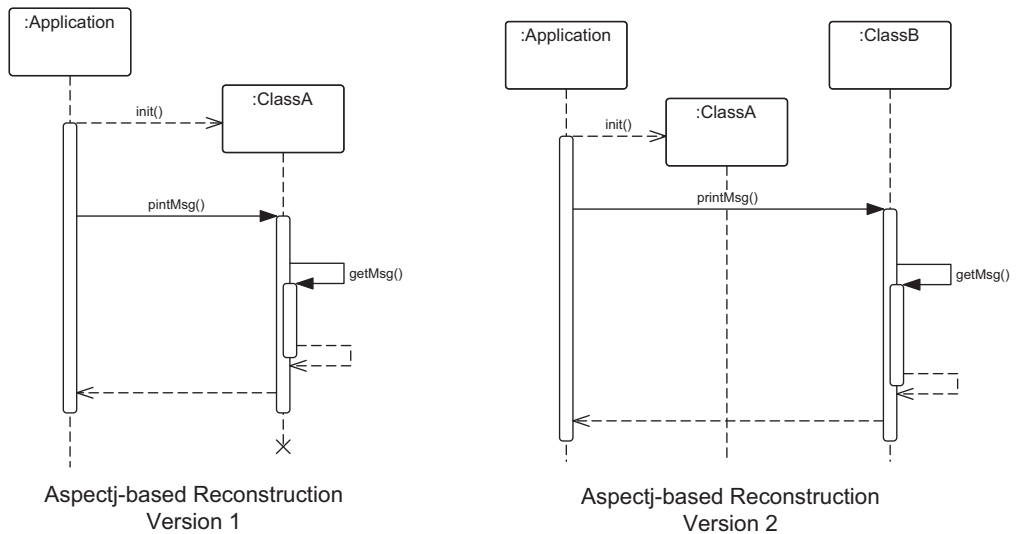 :Application
:ClassA
init()
pintMsg()
getMsg()
Aspectj-based Reconstruction
Version 1
:Application
:ClassB
:ClassA
init()
printMsg()
getMsg()
Aspectj-based Reconstruction
Version 2